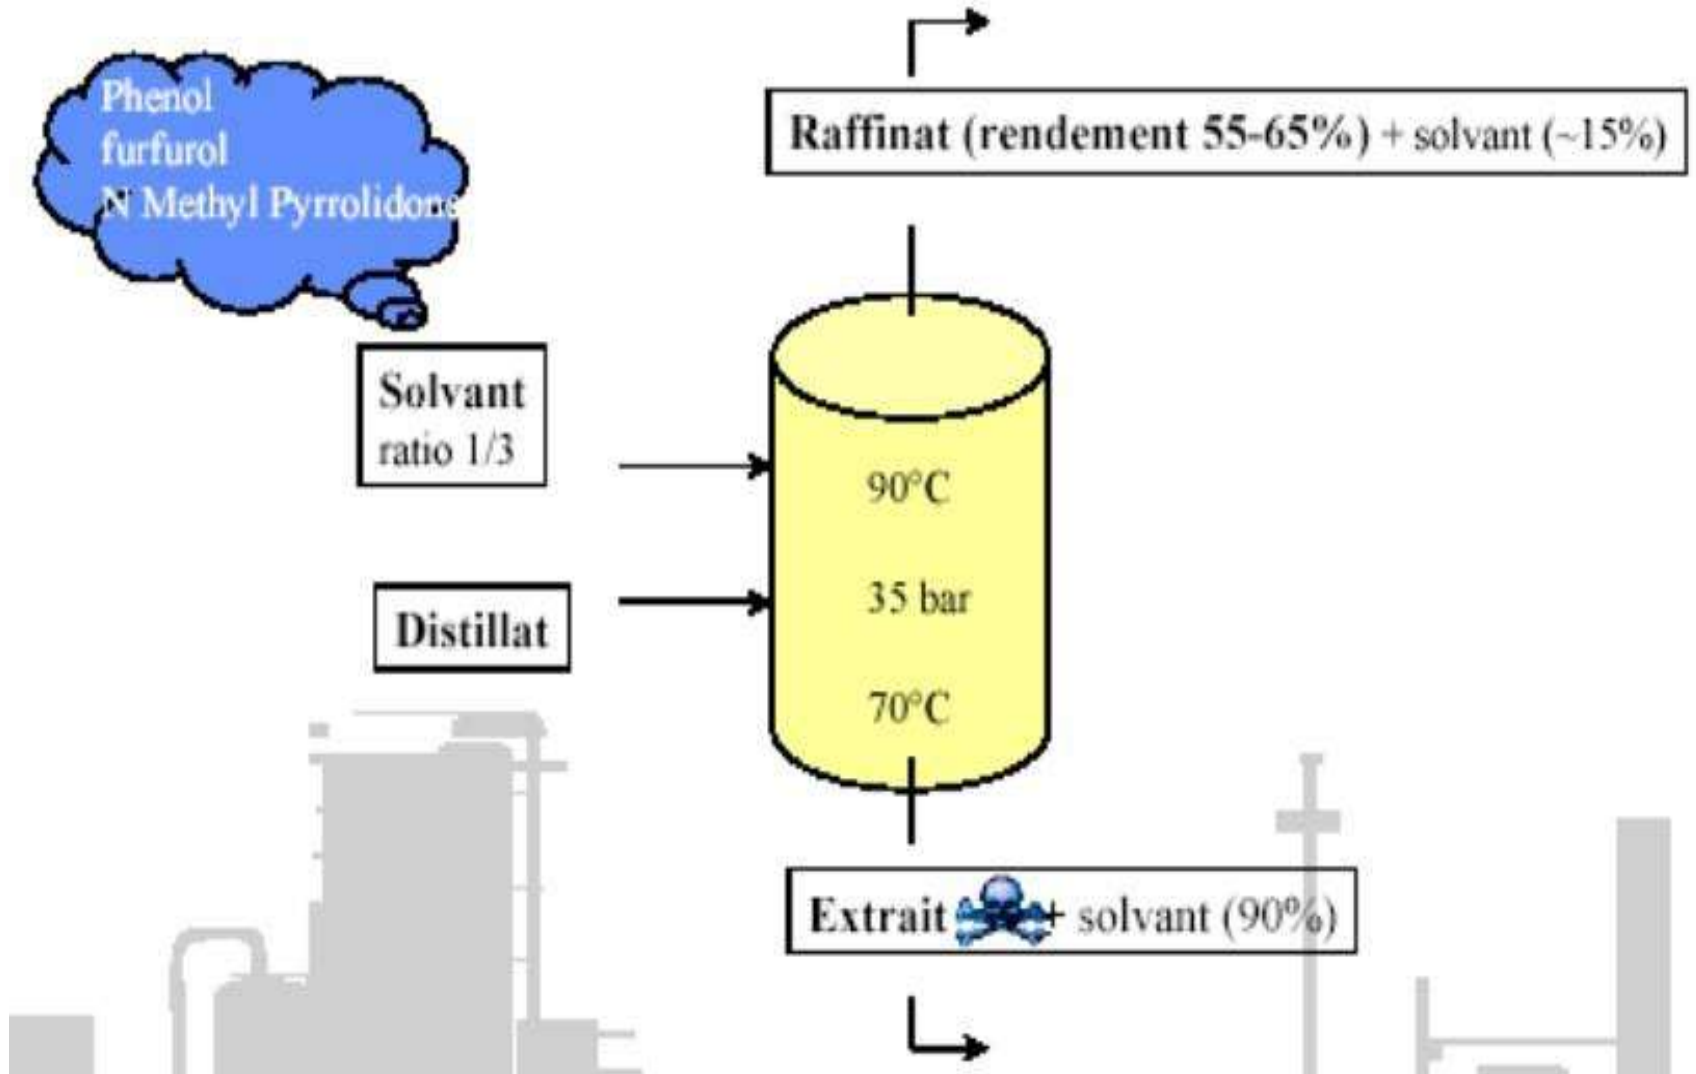 Phenol
furfurol
N Methyl Pyrrolidone
Raffinat (rendement 55-65%) + solvant (~15%)
Solvant
ratio 1/3
90°C
Distillat
35 bar
70°C
Extrait + solvant (90%)